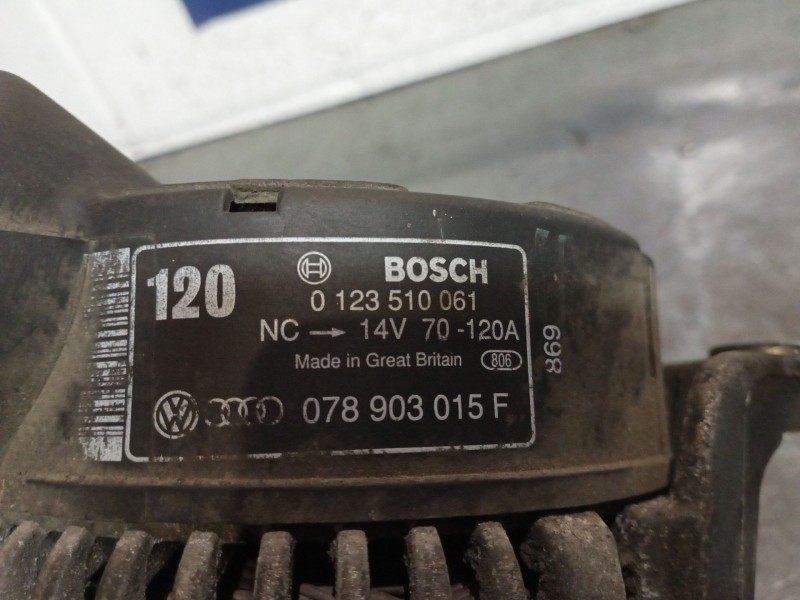 120
BOSCH
0 123 510 061
NC → 14V 70-120A
Made in Great Britain 806
078 903 015 F
869